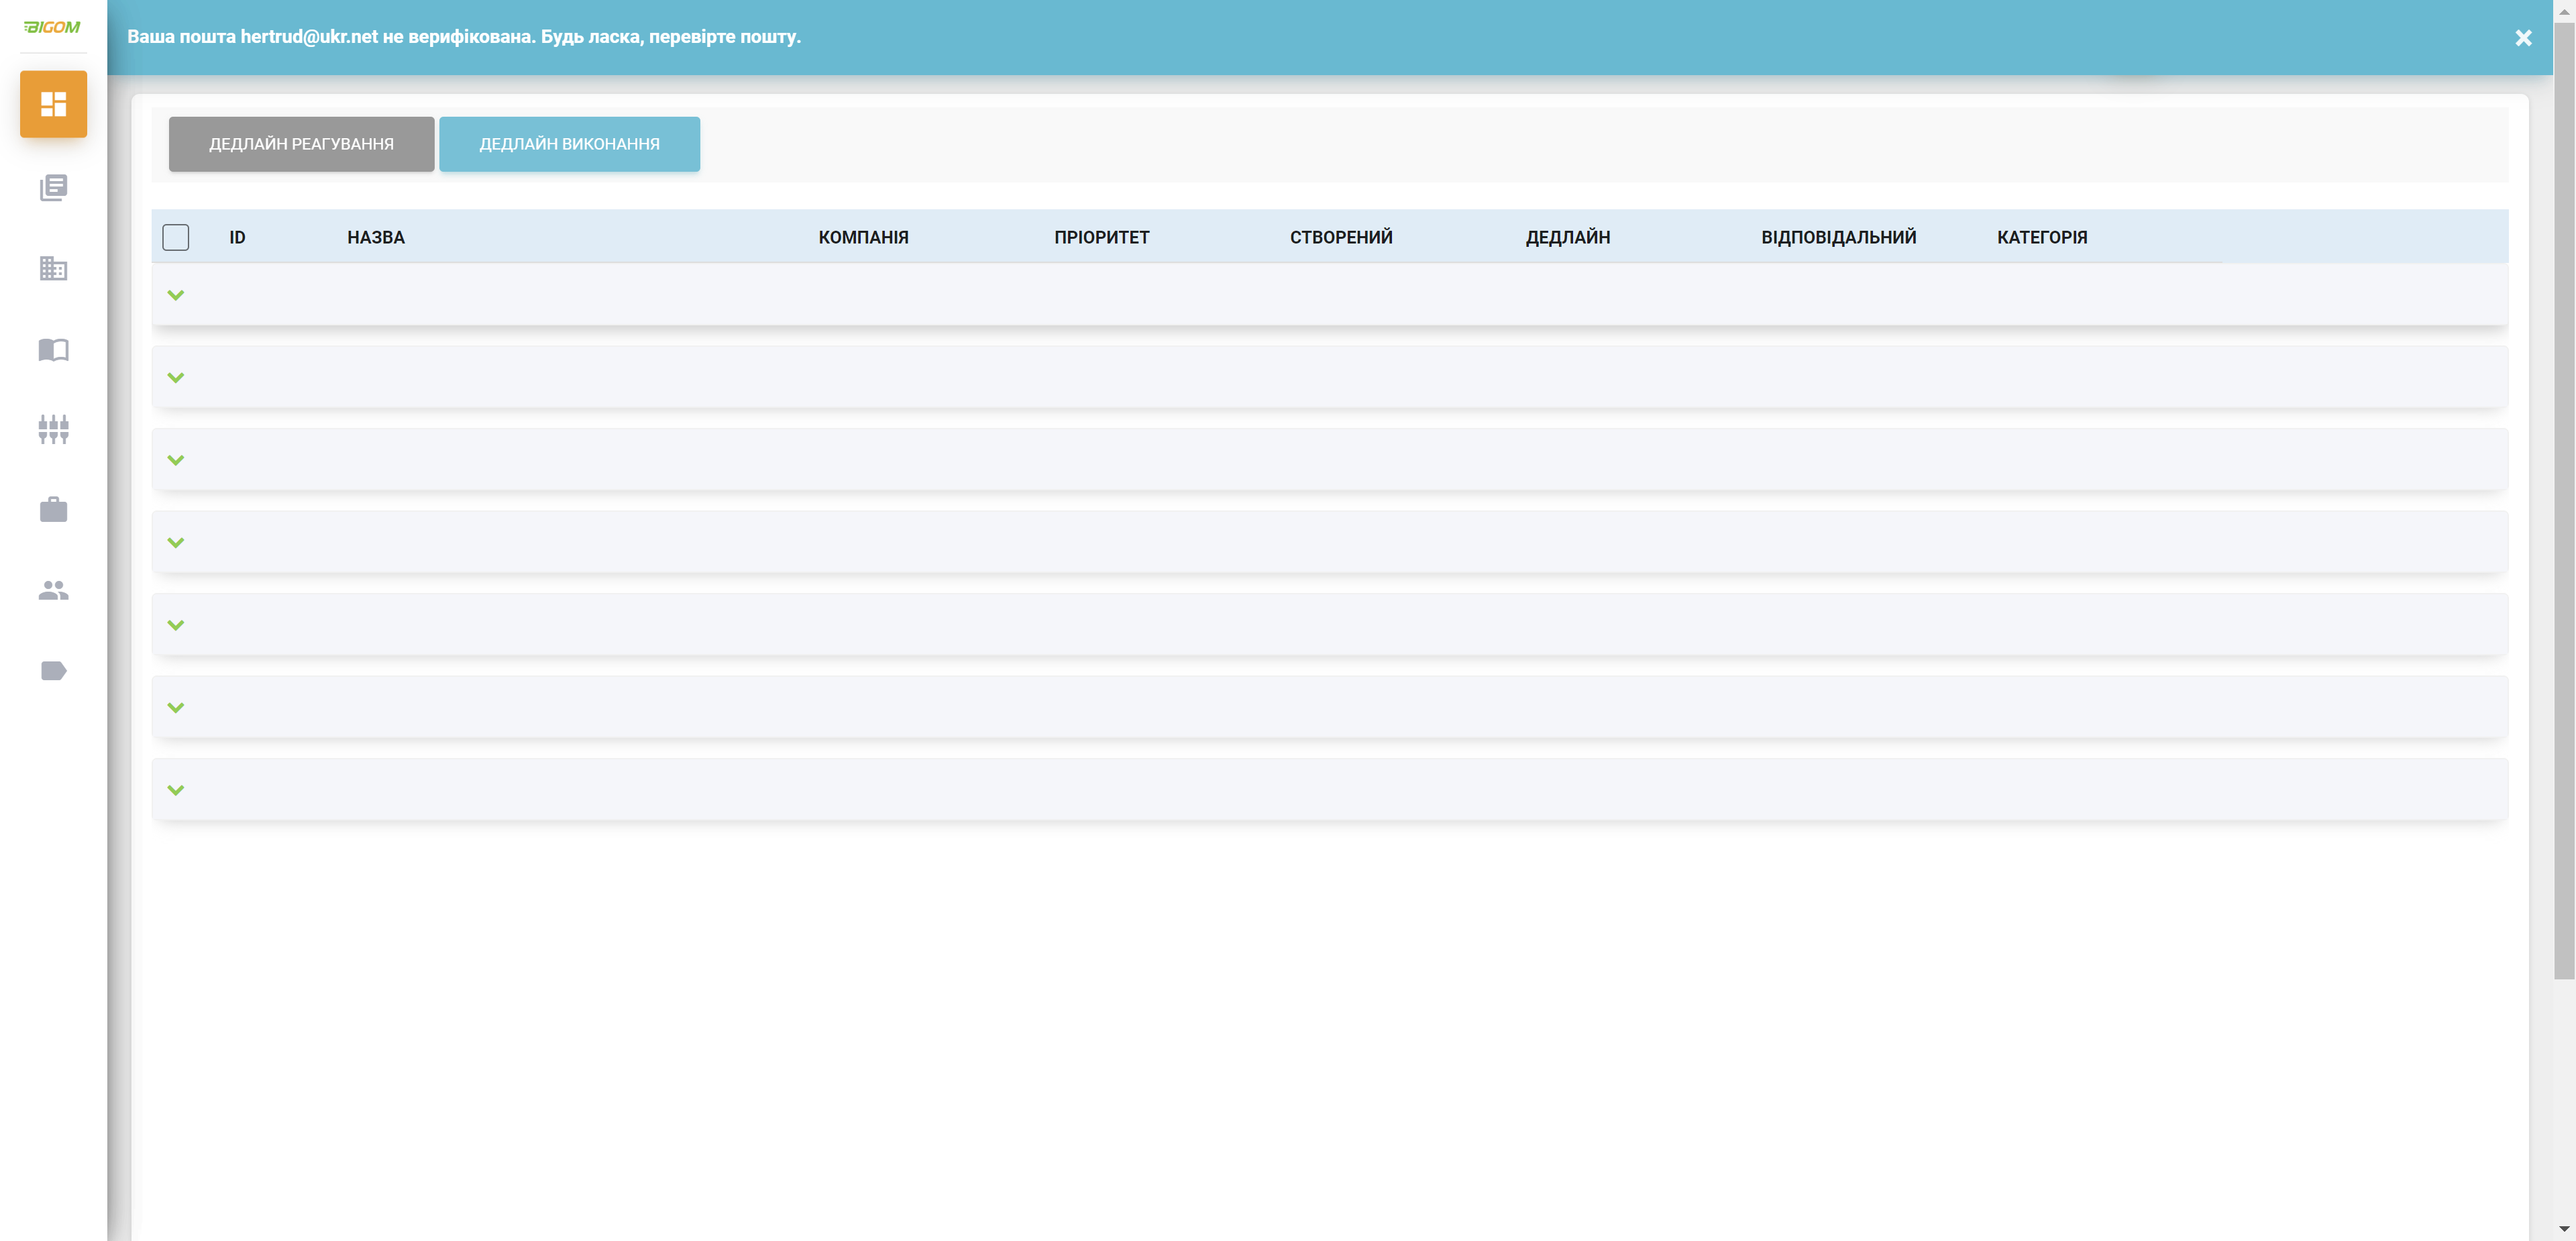 BIGOM
Ваша пошта hertrud@ukr.net не верифікована. Будь ласка, перевірте пошту.
ДЕДЛАЙН РЕАГУВАННЯ
ДЕДЛАЙН ВИКОНАННЯ
ID НАЗВА КОМПАНІЯ ПРІОРИТЕТ СТВОРЕНИЙ ДЕДЛАЙН ВІДПОВІДАЛЬНИЙ КАТЕГОРІЯ